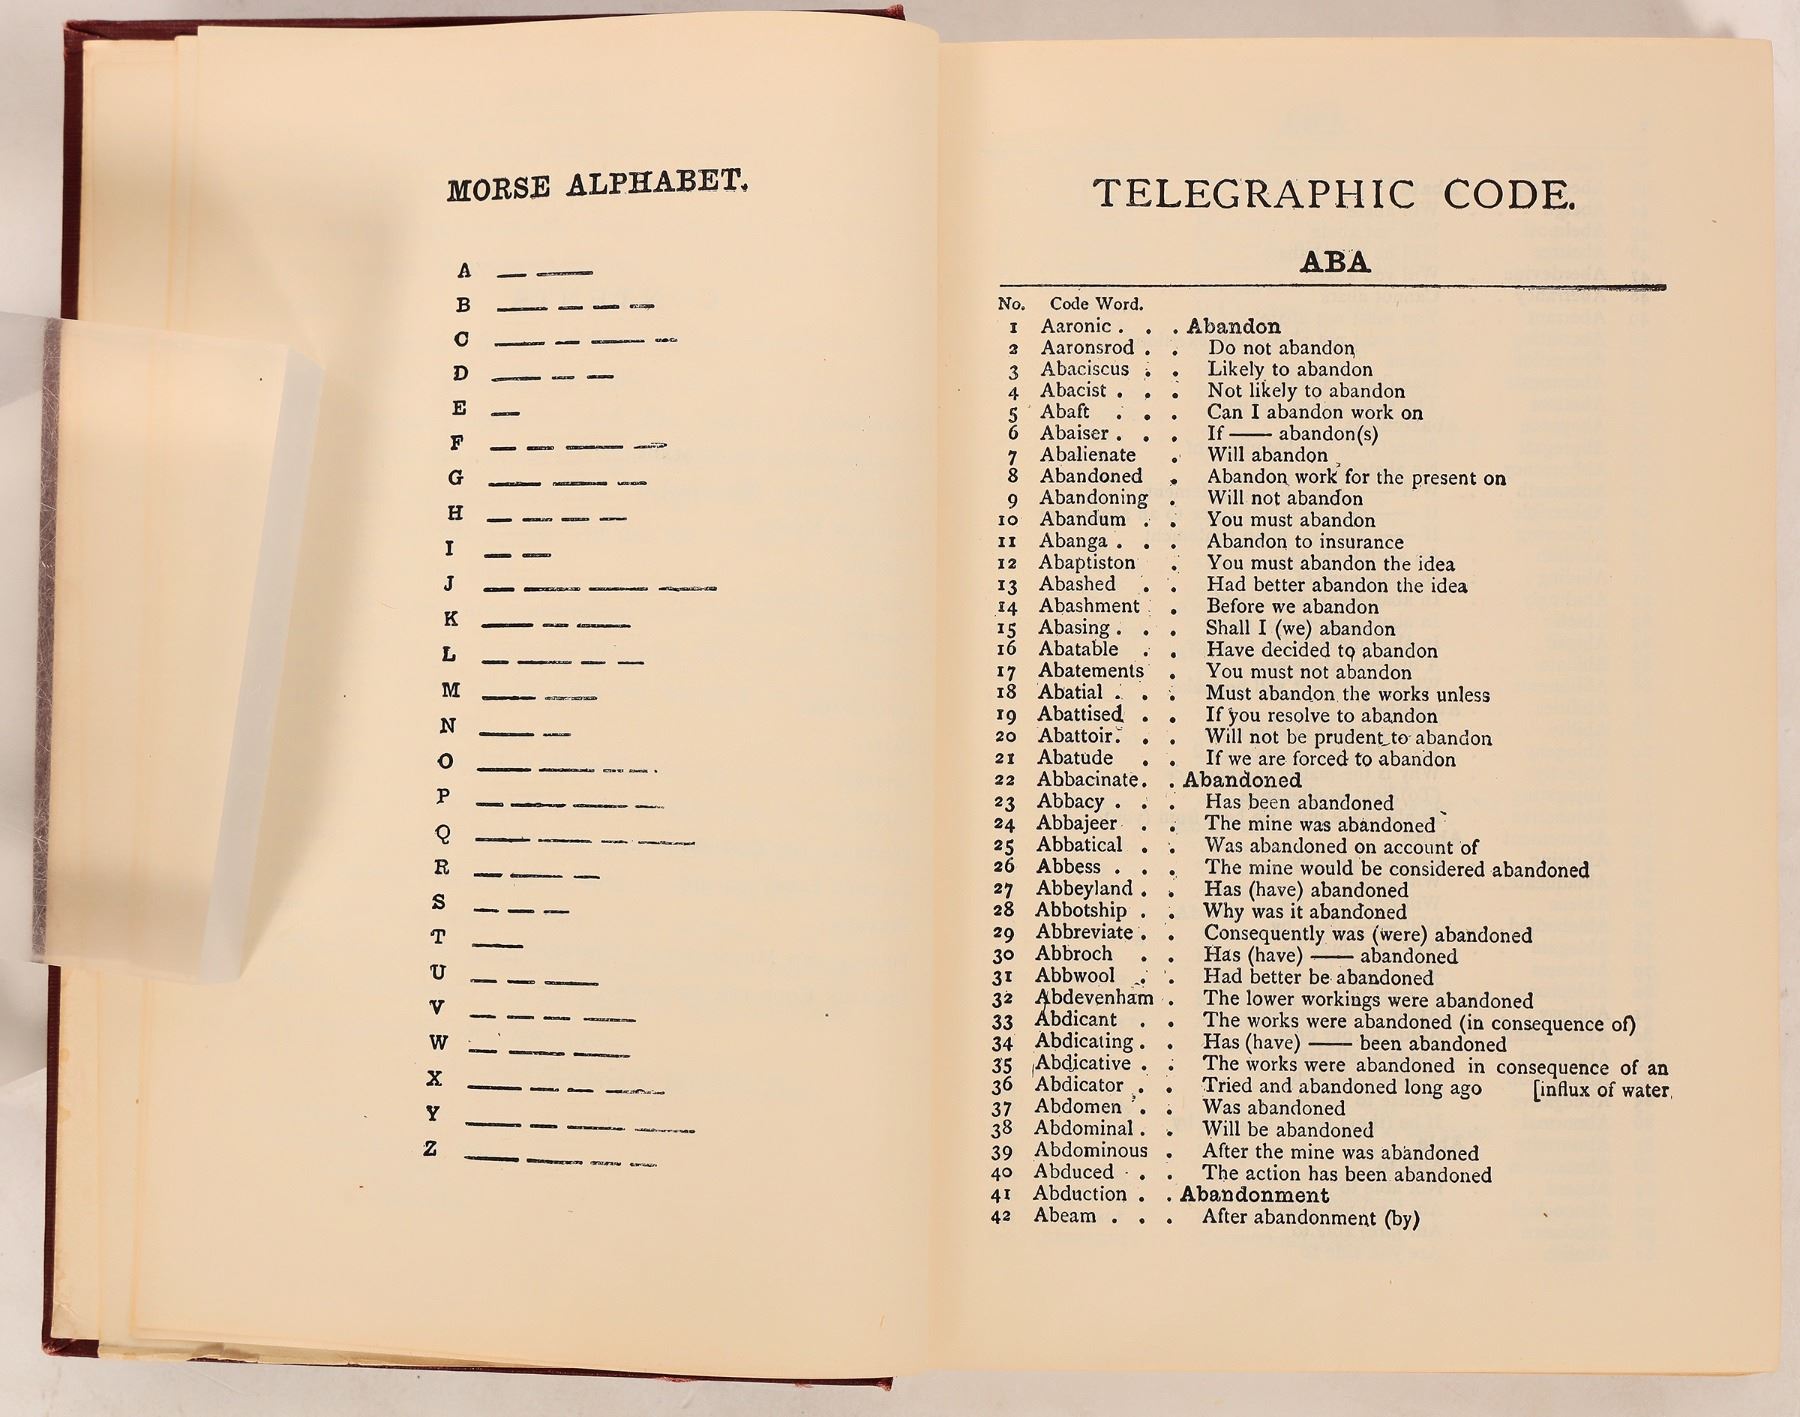 MORSE ALPHABET.
A
B
C
D
E
F
G
H
I
J
K
L
M
N
O
P
Q
R
S
T
U
V
W
X
Y
Z
TELEGRAPHIC CODE.
ABA
No. Code Word.
1 Aaronic . . . Abandon
2 Aaronsrod . . Do not abandon
3 Abaciscus . . Likely to abandon
4 Abacist . . . Not likely to abandon
5 Abaft . . . Can I abandon work on
6 Abaiser . . . If —— abandon(s)
7 Abalienate . Will abandon
8 Abandoned . Abandon work for the present on
9 Abandoning . Will not abandon
10 Abandum . . You must abandon
11 Abanga . . . Abandon to insurance
12 Abaptiston . You must abandon the idea
13 Abashed . . Had better abandon the idea
14 Abashment . Before we abandon
15 Abasing . . . Shall I (we) abandon
16 Abatable . . Have decided to abandon
17 Abatements . You must not abandon
18 Abatial . . . Must abandon the works unless
19 Abattised . . If you resolve to abandon
20 Abattoir . . . Will not be prudent to abandon
21 Abatude . . If we are forced to abandon
22 Abbacinate . . Abandoned
23 Abbacy . . . Has been abandoned
24 Abbajeer . . The mine was abandoned
25 Abbatical . . Was abandoned on account of
26 Abbess . . . The mine would be considered abandoned
27 Abbeyland . . Has (have) abandoned
28 Abbotship . . Why was it abandoned
29 Abbreviate . . Consequently was (were) abandoned
30 Abbroch . . Has (have) —— abandoned
31 Abbwool . . Had better be abandoned
32 Abdevenham . The lower workings were abandoned
33 Abdicant . . The works were abandoned (in consequence of)
34 Abdicating . . Has (have) —— been abandoned
35 Abdicative . . The works were abandoned in consequence of an
36 Abdicator . . Tried and abandoned long ago [influx of water
37 Abdomen . . Was abandoned
38 Abdominal . . Will be abandoned
39 Abdominous . After the mine was abandoned
40 Abduced . . The action has been abandoned
41 Abduction . . Abandonment
42 Abeam . . . After abandonment (by)